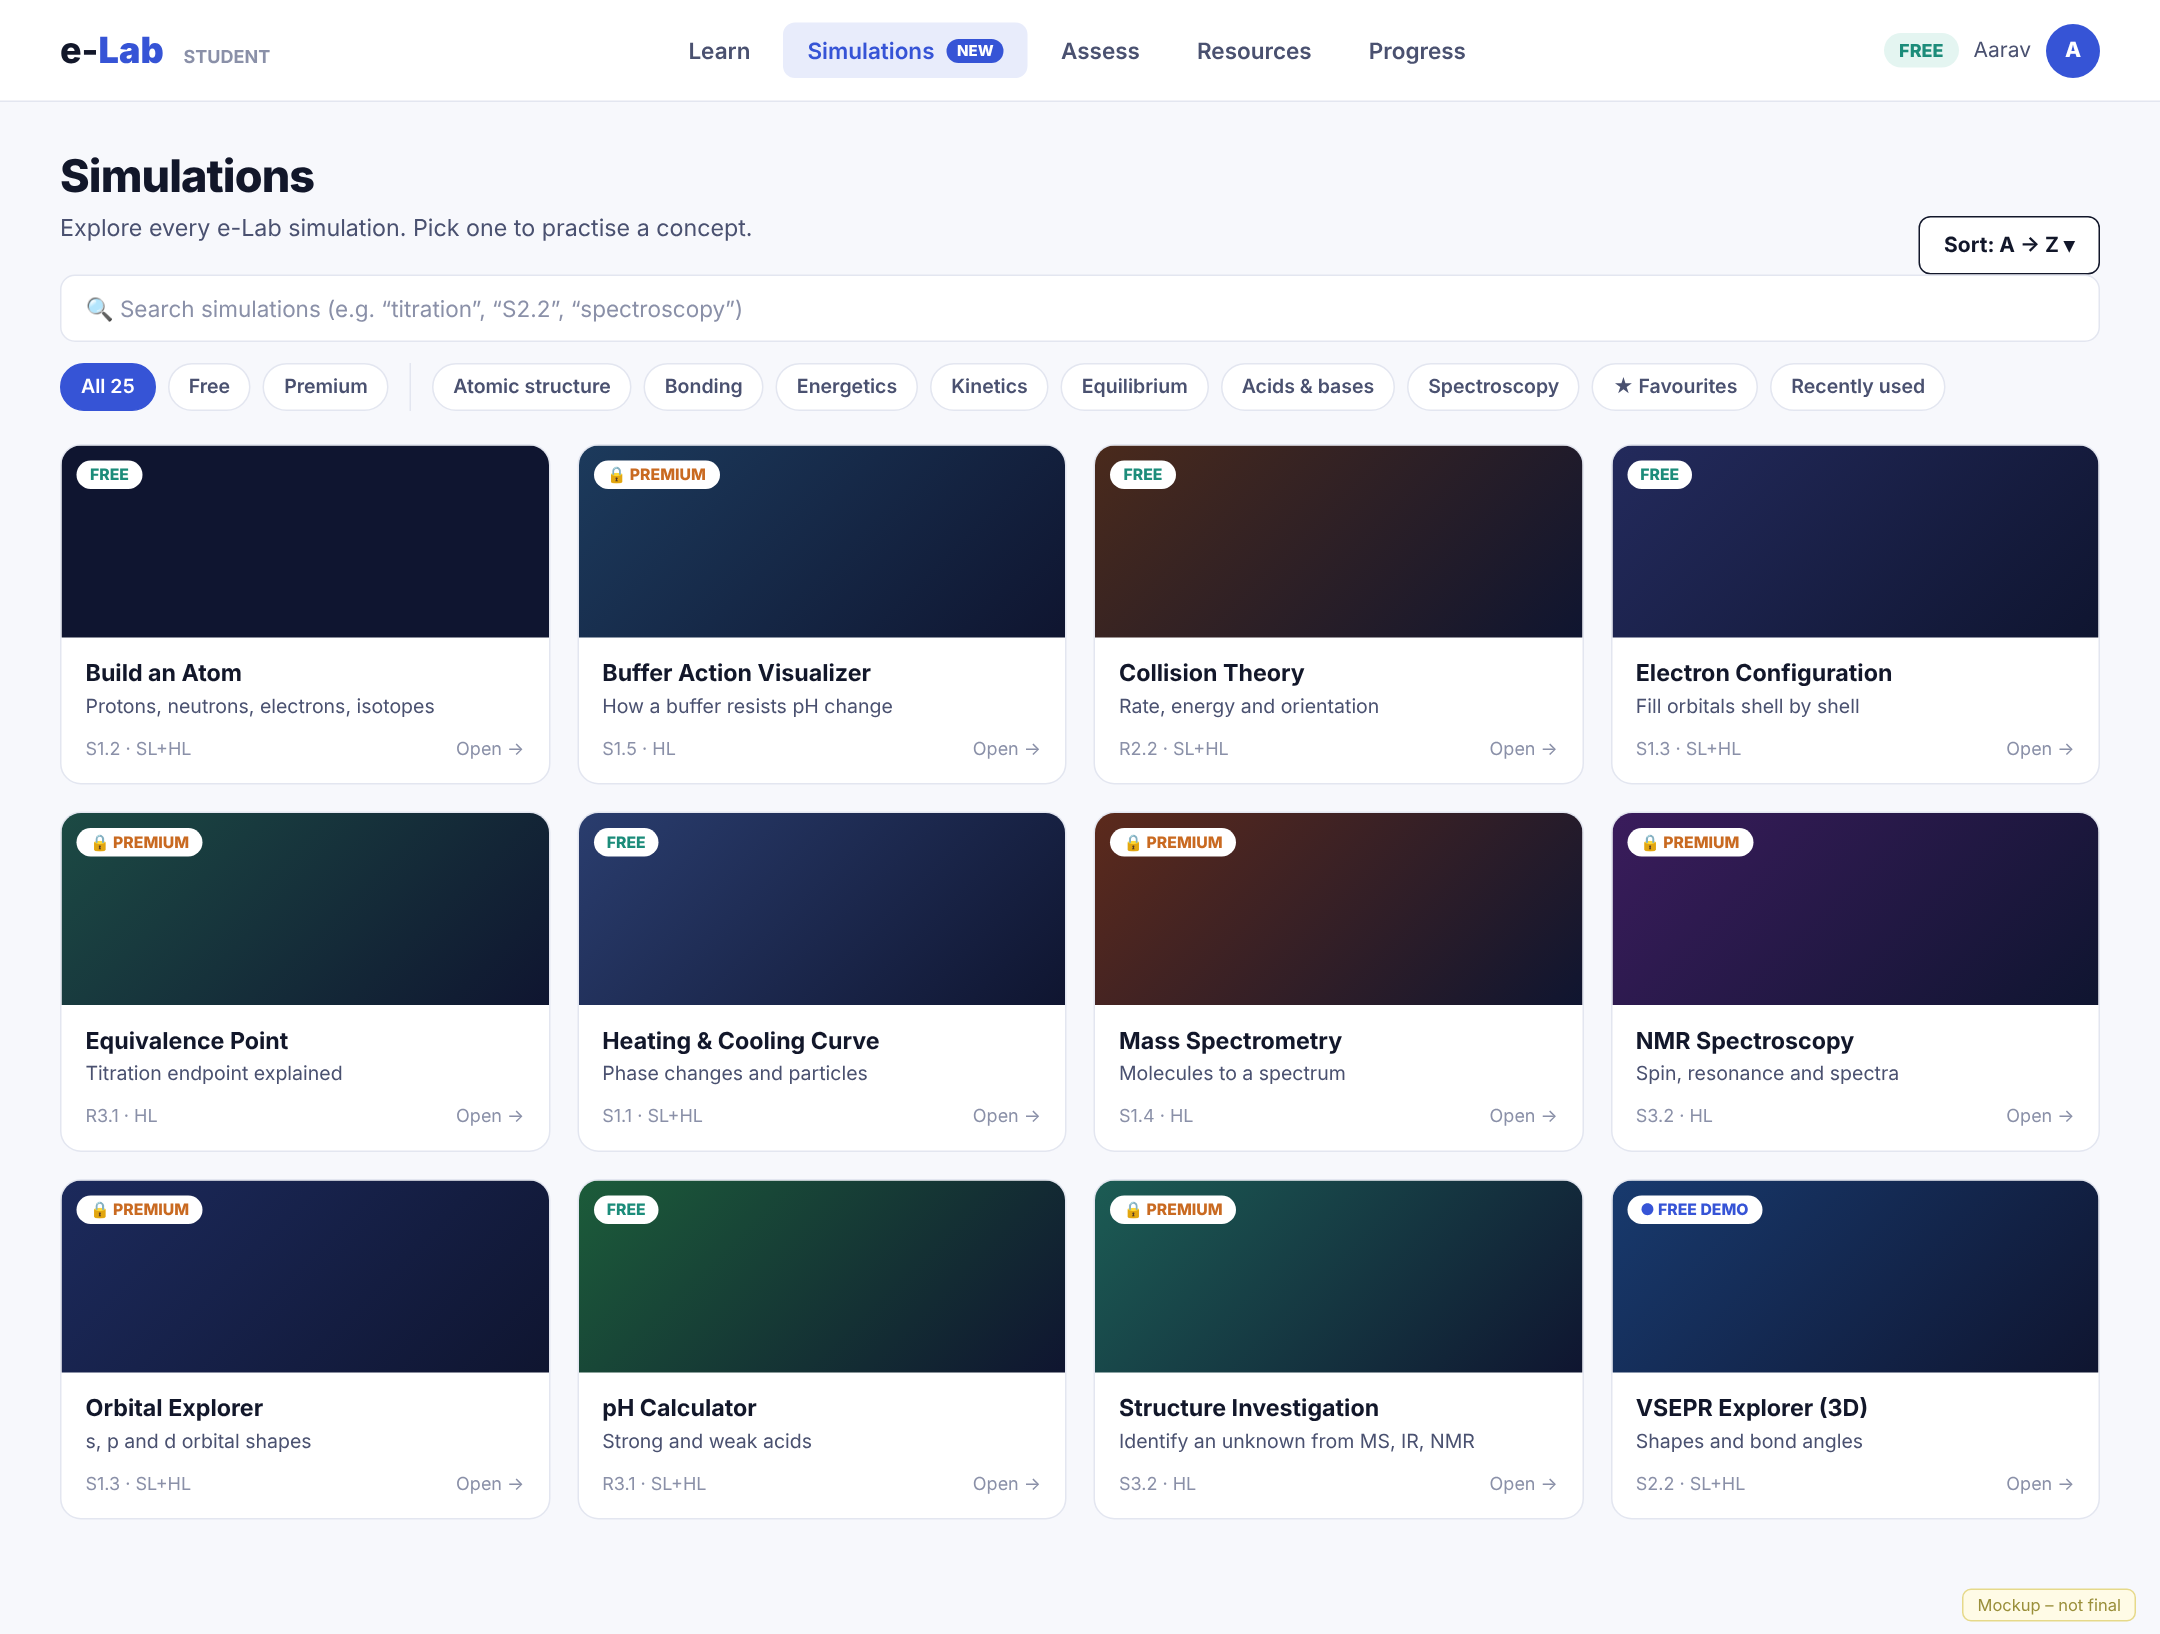 e-Lab STUDENT Learn Simulations NEW Assess Resources Progress FREE Aarav A
Simulations
Explore every e-Lab simulation. Pick one to practise a concept.
Sort: A → Z ▾
🔍 Search simulations (e.g. “titration”, “S2.2”, “spectroscopy”)
All 25 Free Premium Atomic structure Bonding Energetics Kinetics Equilibrium Acids & bases Spectroscopy ★ Favourites Recently used
FREE
Build an Atom
Protons, neutrons, electrons, isotopes
S1.2 · SL+HL Open →
🔒 PREMIUM
Buffer Action Visualizer
How a buffer resists pH change
S1.5 · HL Open →
FREE
Collision Theory
Rate, energy and orientation
R2.2 · SL+HL Open →
FREE
Electron Configuration
Fill orbitals shell by shell
S1.3 · SL+HL Open →
🔒 PREMIUM
Equivalence Point
Titration endpoint explained
R3.1 · HL Open →
FREE
Heating & Cooling Curve
Phase changes and particles
S1.1 · SL+HL Open →
🔒 PREMIUM
Mass Spectrometry
Molecules to a spectrum
S1.4 · HL Open →
🔒 PREMIUM
NMR Spectroscopy
Spin, resonance and spectra
S3.2 · HL Open →
🔒 PREMIUM
Orbital Explorer
s, p and d orbital shapes
S1.3 · SL+HL Open →
FREE
pH Calculator
Strong and weak acids
R3.1 · SL+HL Open →
🔒 PREMIUM
Structure Investigation
Identify an unknown from MS, IR, NMR
S3.2 · HL Open →
● FREE DEMO
VSEPR Explorer (3D)
Shapes and bond angles
S2.2 · SL+HL Open →
Mockup – not final